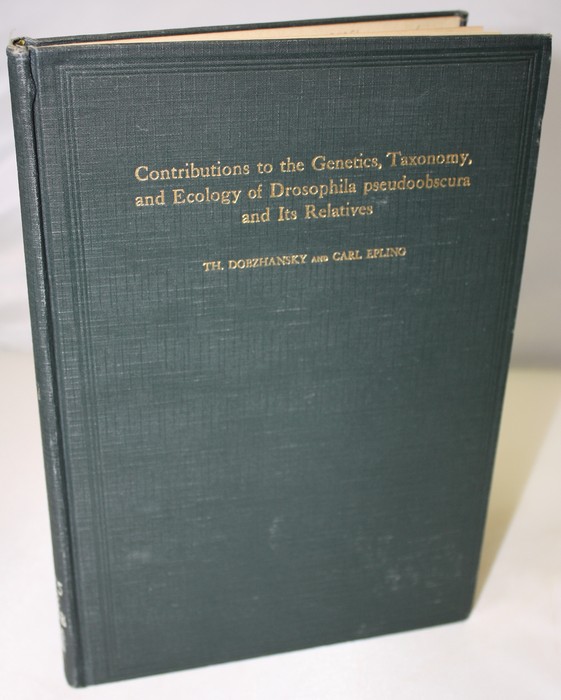 Contributions to the Genetics, Taxonomy,
and Ecology of Drosophila pseudoobscura
and Its Relatives
TH. DOBZHANSKY AND CARL EPLING